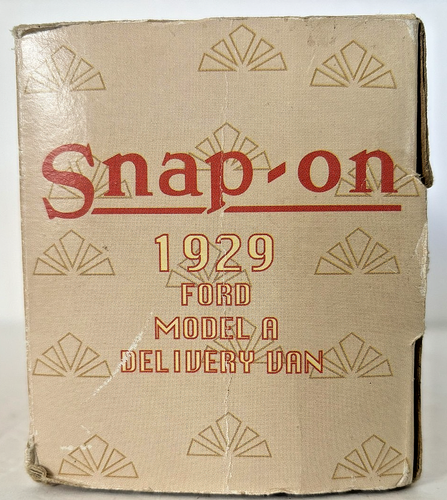 Snap-on
1929
FORD
MODEL A
DELIVERY VAN